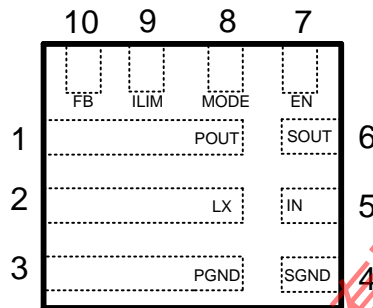 10 9 8 7
FB ILIM MODE EN
1 POUT SOUT 6
2 LX IN 5
3 PGND SGND 4